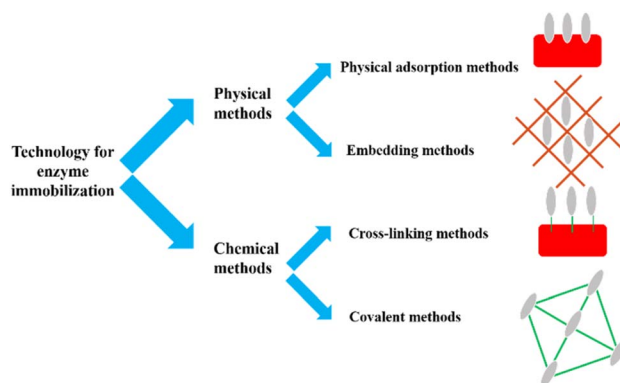 Technology for
enzyme
immobilization
Physical
methods
Chemical
methods
Physical adsorption methods
Embedding methods
Cross-linking methods
Covalent methods